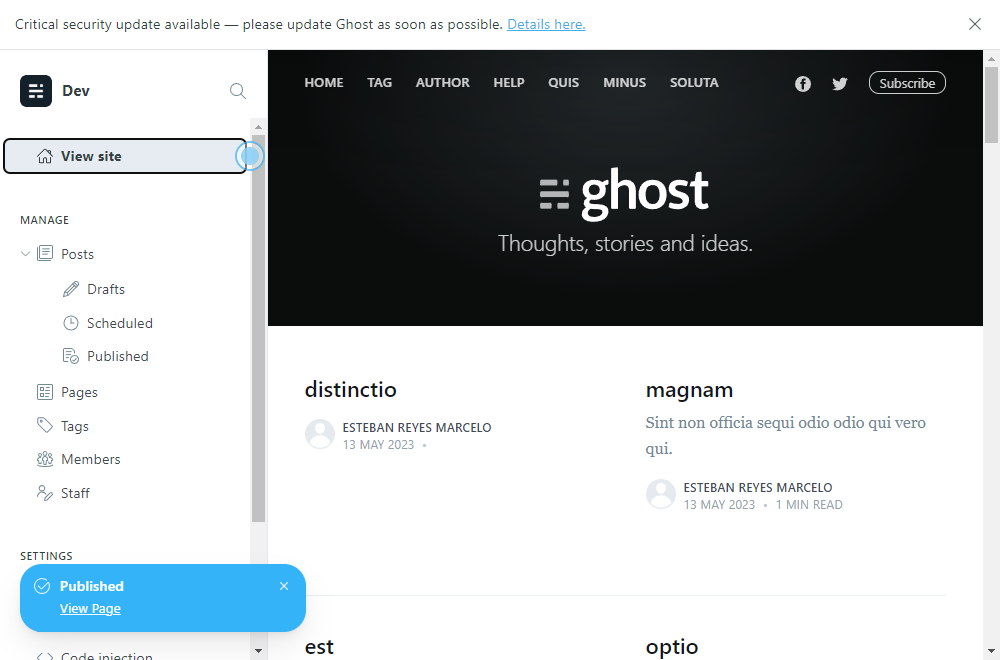 Critical security update available — please update Ghost as soon as possible. Details here.
Dev
View site
MANAGE
Posts
Drafts
Scheduled
Published
Pages
Tags
Members
Staff
SETTINGS
Published
View Page
Code injection
HOME TAG AUTHOR HELP QUIS MINUS SOLUTA
Subscribe
ghost
Thoughts, stories and ideas.
distinctio
ESTEBAN REYES MARCELO
13 MAY 2023 •
magnam
Sint non officia sequi odio odio qui vero
qui.
ESTEBAN REYES MARCELO
13 MAY 2023 • 1 MIN READ
est
optio